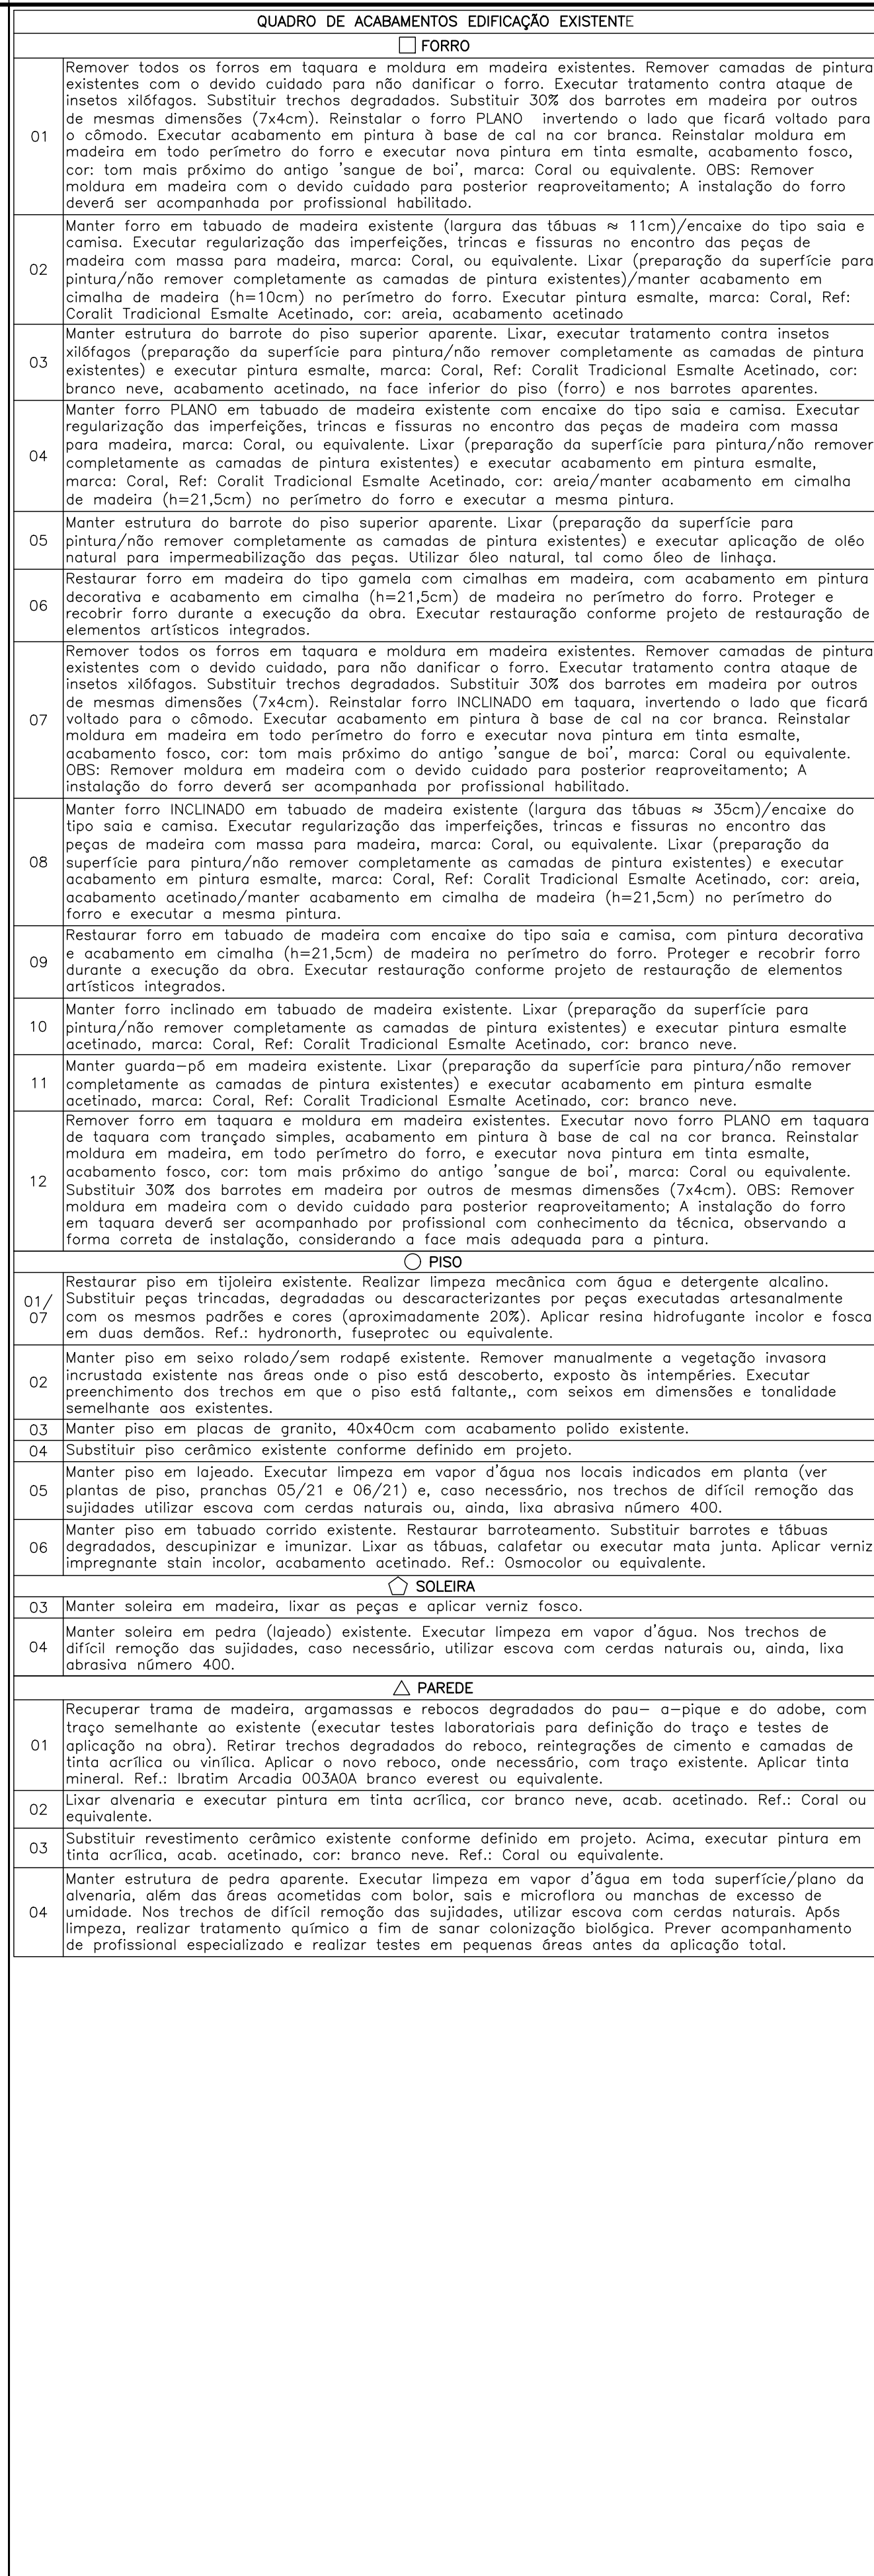 QUADRO DE ACABAMENTOS EDIFICAÇÃO EXISTENTE
FORRO
01
Remover todos os forros em taquara e moldura em madeira existentes. Remover camadas de pintura
existentes com o devido cuidado para não danificar o forro. Executar tratamento contra ataque de
insetos xilófagos. Substituir trechos degradados. Substituir 30% dos barrotes em madeira por outros
de mesmas dimensões (7x4cm). Reinstalar o forro PLANO invertendo o lado que ficará voltado para
o cômodo. Executar acabamento em pintura à base de cal na cor branca. Reinstalar moldura em
madeira em todo perímetro do forro e executar nova pintura em tinta esmalte, acabamento fosco,
cor: tom mais próximo do antigo 'sangue de boi', marca: Coral ou equivalente. OBS: Remover
moldura em madeira com o devido cuidado para posterior reaproveitamento; A instalação do forro
deverá ser acompanhada por profissional habilitado.
02
Manter forro em tabuado de madeira existente (largura das tábuas ≈ 11cm)/encaixe do tipo saia e
camisa. Executar regularização das imperfeições, trincas e fissuras no encontro das peças de
madeira com massa para madeira, marca: Coral, ou equivalente. Lixar (preparação da superfície para
pintura/não remover completamente as camadas de pintura existentes)/manter acabamento em
cimalha de madeira (h=10cm) no perímetro do forro. Executar pintura esmalte, marca: Coral, Ref:
Coralit Tradicional Esmalte Acetinado, cor: areia, acabamento acetinado
03
Manter estrutura do barrote do piso superior aparente. Lixar, executar tratamento contra insetos
xilófagos (preparação da superfície para pintura/não remover completamente as camadas de pintura
existentes) e executar pintura esmalte, marca: Coral, Ref: Coralit Tradicional Esmalte Acetinado, cor:
branco neve, acabamento acetinado, na face inferior do piso (forro) e nos barrotes aparentes.
04
Manter forro PLANO em tabuado de madeira existente com encaixe do tipo saia e camisa. Executar
regularização das imperfeições, trincas e fissuras no encontro das peças de madeira com massa
para madeira, marca: Coral, ou equivalente. Lixar (preparação da superfície para pintura/não remover
completamente as camadas de pintura existentes) e executar acabamento em pintura esmalte,
marca: Coral, Ref: Coralit Tradicional Esmalte Acetinado, cor: areia/manter acabamento em cimalha
de madeira (h=21,5cm) no perímetro do forro e executar a mesma pintura.
05
Manter estrutura do barrote do piso superior aparente. Lixar (preparação da superfície para
pintura/não remover completamente as camadas de pintura existentes) e executar aplicação de oléo
natural para impermeabilização das peças. Utilizar óleo natural, tal como óleo de linhaça.
06
Restaurar forro em madeira do tipo gamela com cimalhas em madeira, com acabamento em pintura
decorativa e acabamento em cimalha (h=21,5cm) de madeira no perímetro do forro. Proteger e
recobrir forro durante a execução da obra. Executar restauração conforme projeto de restauração de
elementos artísticos integrados.
07
Remover todos os forros em taquara e moldura em madeira existentes. Remover camadas de pintura
existentes com o devido cuidado, para não danificar o forro. Executar tratamento contra ataque de
insetos xilófagos. Substituir trechos degradados. Substituir 30% dos barrotes em madeira por outros
de mesmas dimensões (7x4cm). Reinstalar forro INCLINADO em taquara, invertendo o lado que ficará
voltado para o cômodo. Executar acabamento em pintura à base de cal na cor branca. Reinstalar
moldura em madeira em todo perímetro do forro e executar nova pintura em tinta esmalte,
acabamento fosco, cor: tom mais próximo do antigo 'sangue de boi', marca: Coral ou equivalente.
OBS: Remover moldura em madeira com o devido cuidado para posterior reaproveitamento; A
instalação do forro deverá ser acompanhada por profissional habilitado.
08
Manter forro INCLINADO em tabuado de madeira existente (largura das tábuas ≈ 35cm)/encaixe do
tipo saia e camisa. Executar regularização das imperfeições, trincas e fissuras no encontro das
peças de madeira com massa para madeira, marca: Coral, ou equivalente. Lixar (preparação da
superfície para pintura/não remover completamente as camadas de pintura existentes) e executar
acabamento em pintura esmalte, marca: Coral, Ref: Coralit Tradicional Esmalte Acetinado, cor: areia,
acabamento acetinado/manter acabamento em cimalha de madeira (h=21,5cm) no perímetro do
forro e executar a mesma pintura.
09
Restaurar forro em tabuado de madeira com encaixe do tipo saia e camisa, com pintura decorativa
e acabamento em cimalha (h=21,5cm) de madeira no perímetro do forro. Proteger e recobrir forro
durante a execução da obra. Executar restauração conforme projeto de restauração de elementos
artísticos integrados.
10
Manter forro inclinado em tabuado de madeira existente. Lixar (preparação da superfície para
pintura/não remover completamente as camadas de pintura existentes) e executar pintura esmalte
acetinado, marca: Coral, Ref: Coralit Tradicional Esmalte Acetinado, cor: branco neve.
11
Manter guarda-pó em madeira existente. Lixar (preparação da superfície para pintura/não remover
completamente as camadas de pintura existentes) e executar acabamento em pintura esmalte
acetinado, marca: Coral, Ref: Coralit Tradicional Esmalte Acetinado, cor: branco neve.
12
Remover forro em taquara e moldura em madeira existentes. Executar novo forro PLANO em taquara
de taquara com trançado simples, acabamento em pintura à base de cal na cor branca. Reinstalar
moldura em madeira, em todo perímetro do forro, e executar nova pintura em tinta esmalte,
acabamento fosco, cor: tom mais próximo do antigo 'sangue de boi', marca: Coral ou equivalente.
Substituir 30% dos barrotes em madeira por outros de mesmas dimensões (7x4cm). OBS: Remover
moldura em madeira com o devido cuidado para posterior reaproveitamento; A instalação do forro
em taquara deverá ser acompanhado por profissional com conhecimento da técnica, observando a
forma correta de instalação, considerando a face mais adequada para a pintura.
PISO
01/
07
Restaurar piso em tijoleira existente. Realizar limpeza mecânica com água e detergente alcalino.
Substituir peças trincadas, degradadas ou descaracterizantes por peças executadas artesanalmente
com os mesmos padrões e cores (aproximadamente 20%). Aplicar resina hidrofugante incolor e fosca
em duas demãos. Ref.: hydronorth, fuseprotec ou equivalente.
02
Manter piso em seixo rolado/sem rodapé existente. Remover manualmente a vegetação invasora
incrustada existente nas áreas onde o piso está descoberto, exposto às intempéries. Executar
preenchimento dos trechos em que o piso está faltante,, com seixos em dimensões e tonalidade
semelhante aos existentes.
03
Manter piso em placas de granito, 40x40cm com acabamento polido existente.
04
Substituir piso cerâmico existente conforme definido em projeto.
05
Manter piso em lajeado. Executar limpeza em vapor d'água nos locais indicados em planta (ver
plantas de piso, pranchas 05/21 e 06/21) e, caso necessário, nos trechos de difícil remoção das
sujidades utilizar escova com cerdas naturais ou, ainda, lixa abrasiva número 400.
06
Manter piso em tabuado corrido existente. Restaurar barroteamento. Substituir barrotes e tábuas
degradados, descupinizar e imunizar. Lixar as tábuas, calafetar ou executar mata junta. Aplicar verniz
impregnante stain incolor, acabamento acetinado. Ref.: Osmocolor ou equivalente.
SOLEIRA
03
Manter soleira em madeira, lixar as peças e aplicar verniz fosco.
04
Manter soleira em pedra (lajeado) existente. Executar limpeza em vapor d'água. Nos trechos de
difícil remoção das sujidades, caso necessário, utilizar escova com cerdas naturais ou, ainda, lixa
abrasiva número 400.
PAREDE
01
Recuperar trama de madeira, argamassas e rebocos degradados do pau- a-pique e do adobe, com
traço semelhante ao existente (executar testes laboratoriais para definição do traço e testes de
aplicação na obra). Retirar trechos degradados do reboco, reintegrações de cimento e camadas de
tinta acrílica ou vinílica. Aplicar o novo reboco, onde necessário, com traço existente. Aplicar tinta
mineral. Ref.: Ibratim Arcadia 003A0A branco everest ou equivalente.
02
Lixar alvenaria e executar pintura em tinta acrílica, cor branco neve, acab. acetinado. Ref.: Coral ou
equivalente.
03
Substituir revestimento cerâmico existente conforme definido em projeto. Acima, executar pintura em
tinta acrílica, acab. acetinado, cor: branco neve. Ref.: Coral ou equivalente.
04
Manter estrutura de pedra aparente. Executar limpeza em vapor d'água em toda superfície/plano da
alvenaria, além das áreas acometidas com bolor, sais e microflora ou manchas de excesso de
umidade. Nos trechos de difícil remoção das sujidades, utilizar escova com cerdas naturais. Após
limpeza, realizar tratamento químico a fim de sanar colonização biológica. Prever acompanhamento
de profissional especializado e realizar testes em pequenas áreas antes da aplicação total.